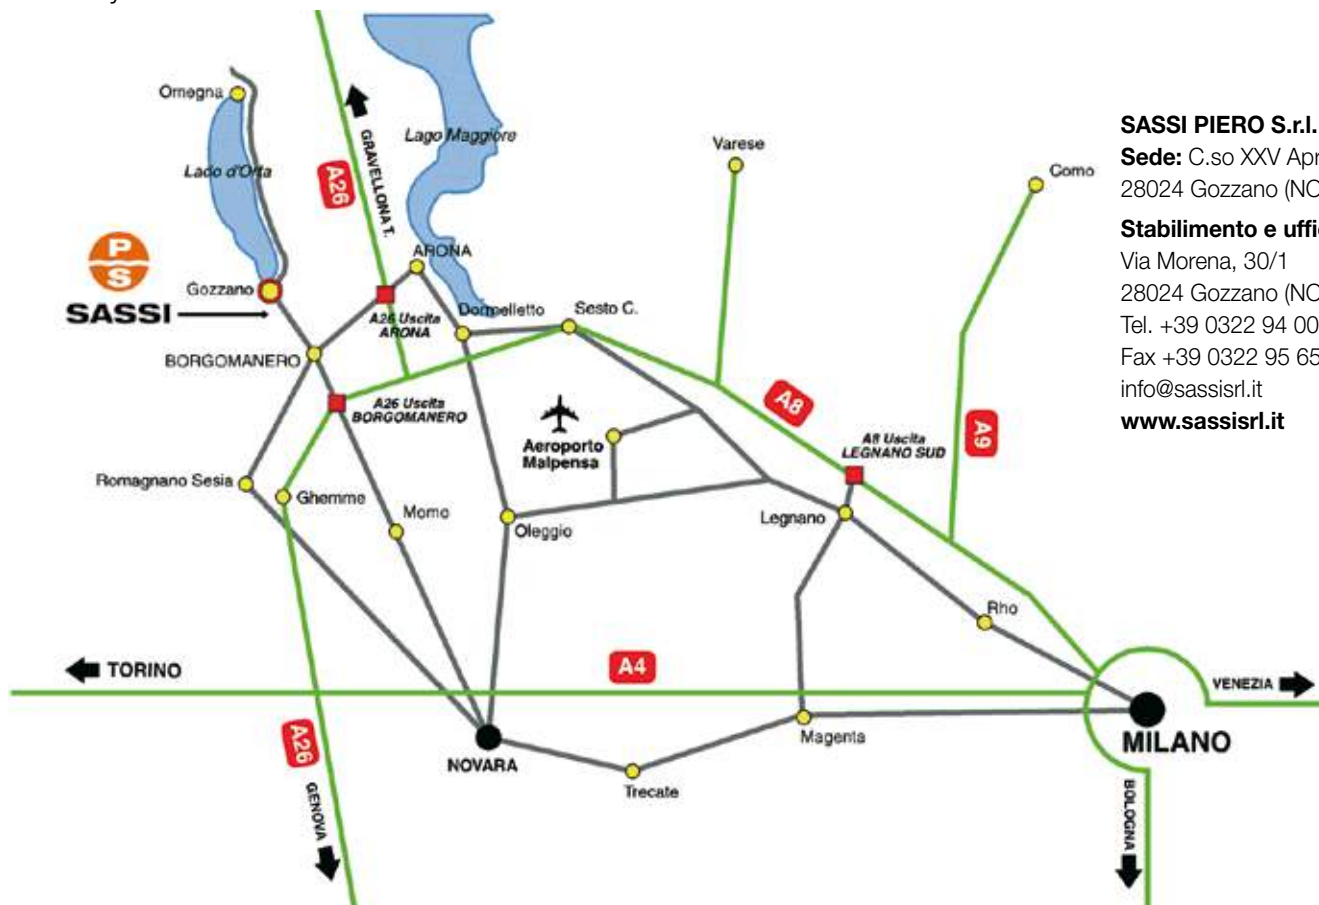 Omegna
Lago Maggiore
Varese
Como
Lado d'Orta
A26
GRAVELLONA T.
P
S
SASSI
Gozzano
ARONA
A26 Uscita
ARONA
Dormelletto
Sesto C.
BORGOMANERO
A26 Uscita
BORGOMANERO
A8
A9
Aeroporto
Malpensa
A8 Uscita
LEGNANO SUD
Romagnano Sesia
Ghemme
Momo
Oleggio
Legnano
Rho
TORINO
A4
VENEZIA
A26
GENOVA
NOVARA
Trecate
Magenta
MILANO
BOLOGNA
SASSI PIERO S.r.l.
Sede: C.so XXV Apr
28024 Gozzano (NO
Stabilimento e uffi
Via Morena, 30/1
28024 Gozzano (NO
Tel. +39 0322 94 00
Fax +39 0322 95 65
info@sassisrl.it
www.sassisrl.it